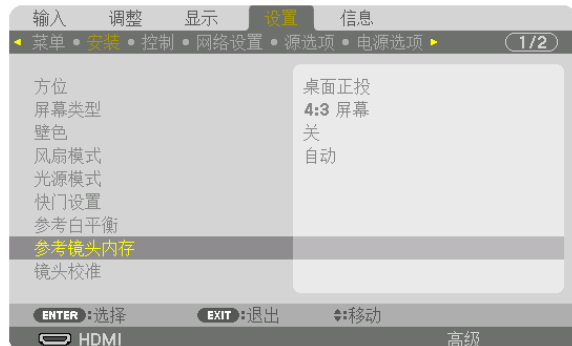 输入 调整 显示 设置 信息
菜单 • 安装 • 控制 • 网络设置 • 源选项 • 电源选项 1/2
方位 桌面正投
屏幕类型 4:3 屏幕
壁色 关
风扇模式 自动
光源模式
快门设置
参考白平衡
参考镜头内存
镜头校准
ENTER:选择 EXIT:退出 :移动
HDMI 高级